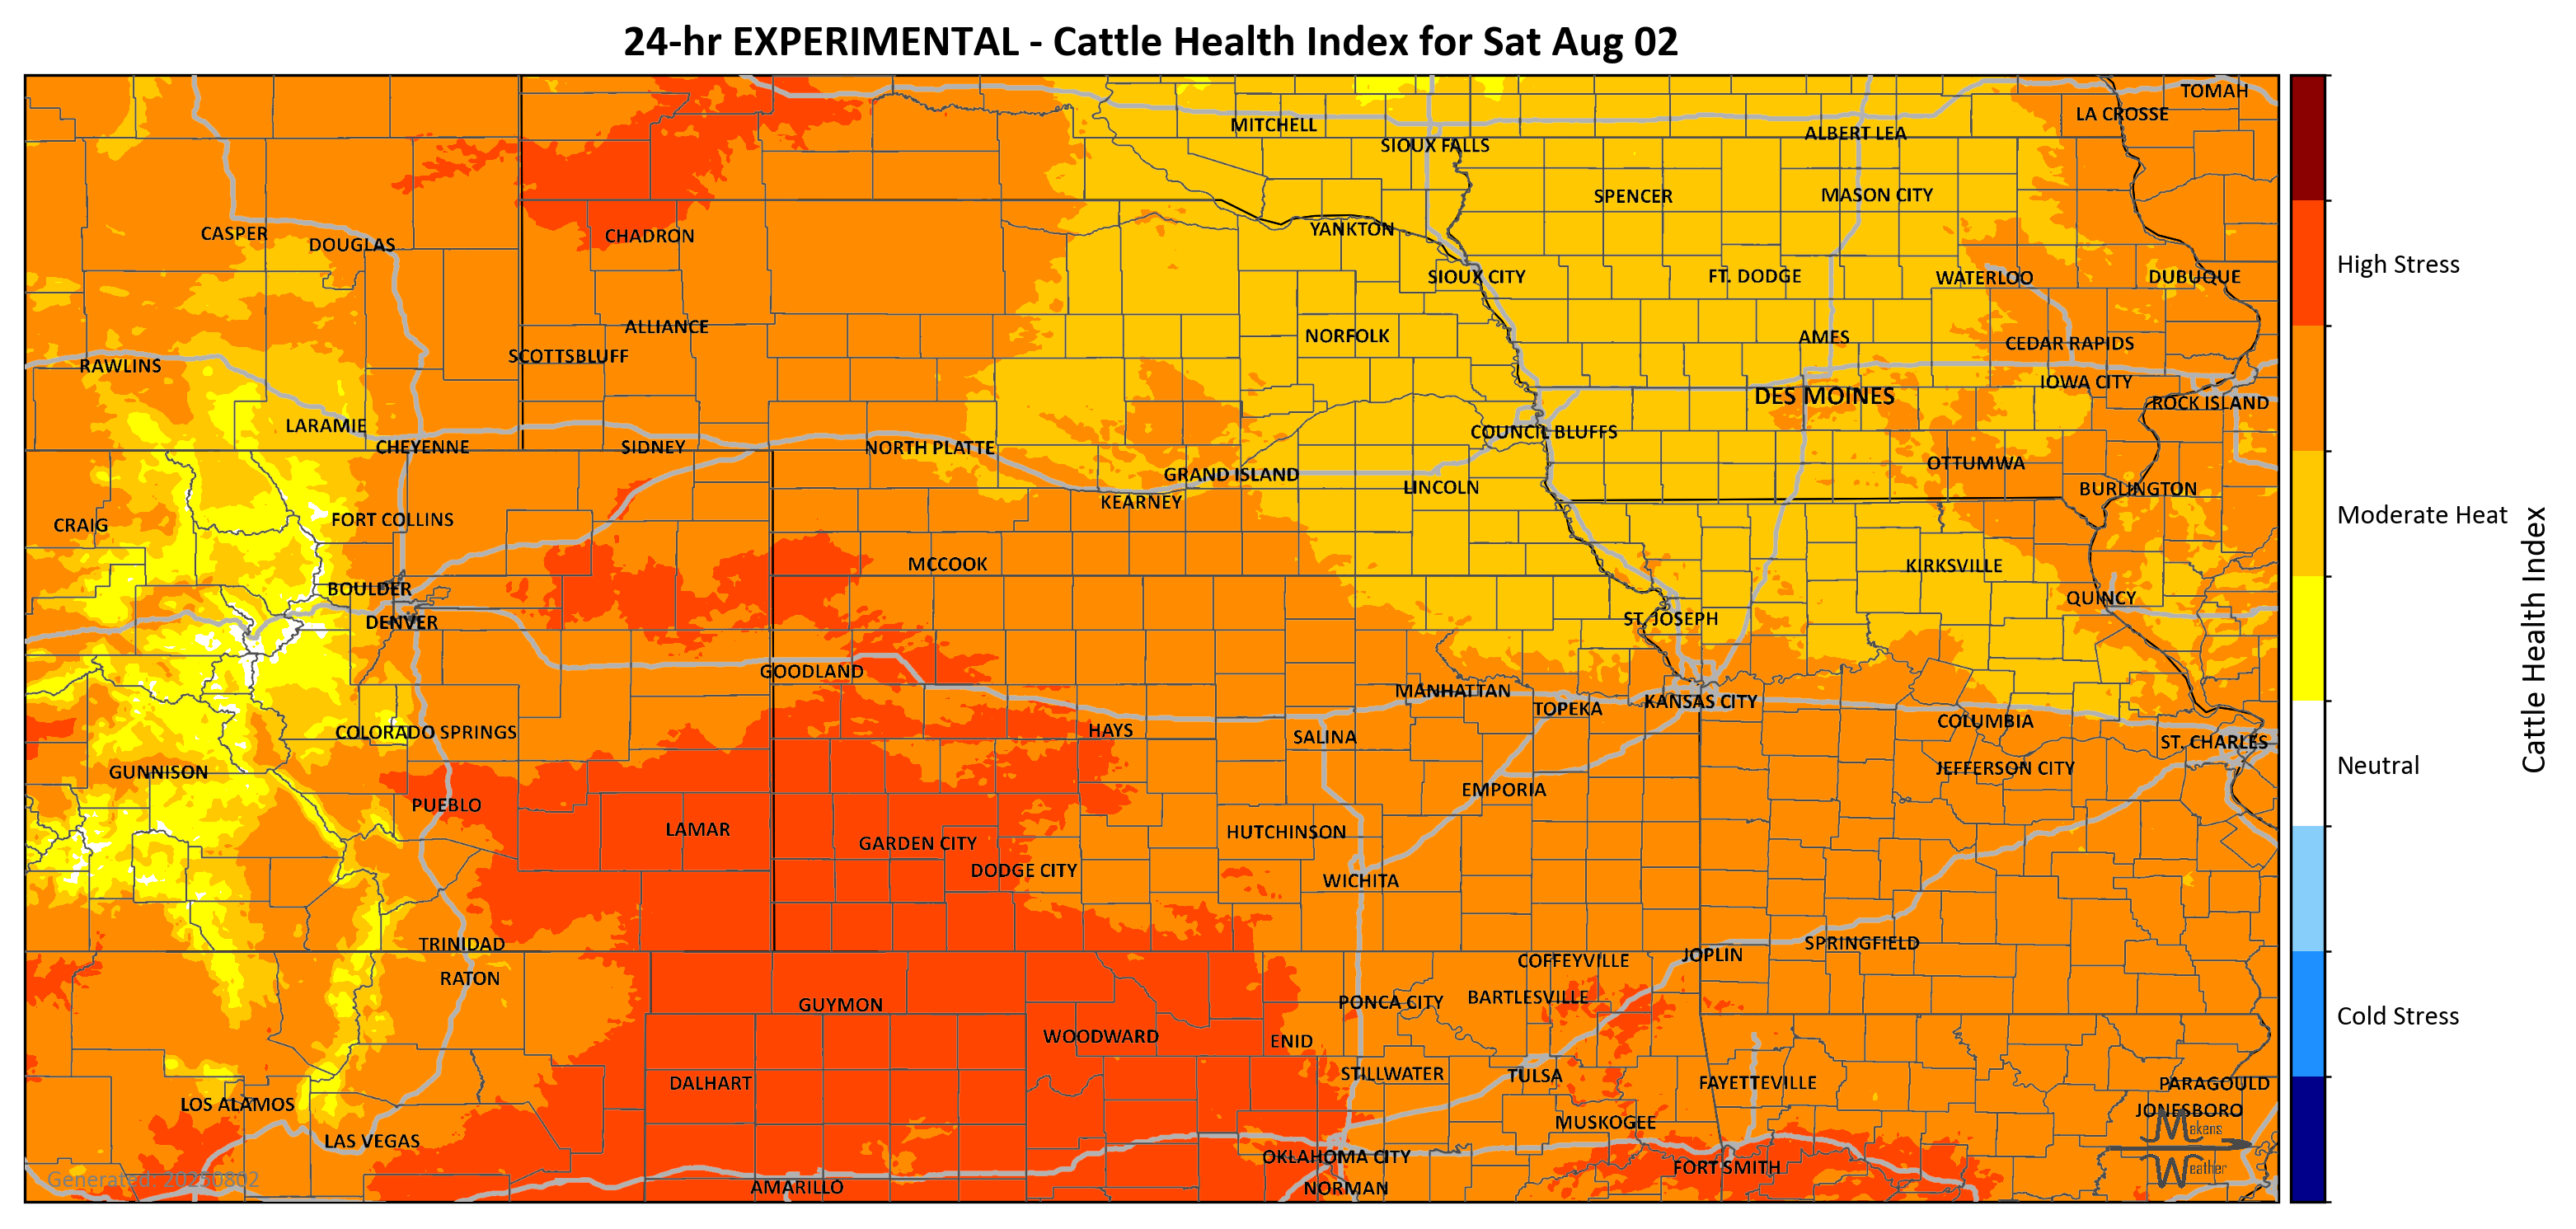 24-hr EXPERIMENTAL - Cattle Health Index for Sat Aug 02
TOMAH
LA CROSSE
MITCHELL
ALBERT LEA
SIOUX FALLS
SPENCER
MASON CITY
CASPER
DOUGLAS
CHADRON
YANKTON
SIOUX CITY
FT. DODGE
WATERLOO
DUBUQUE
ALLIANCE
NORFOLK
AMES
CEDAR RAPIDS
SCOTTSBLUFF
RAWLINS
IOWA CITY
DES MOINES
ROCK ISLAND
LARAMIE
CHEYENNE
SIDNEY
NORTH PLATTE
COUNCIL BLUFFS
GRAND ISLAND
OTTUMWA
LINCOLN
BURLINGTON
KEARNEY
CRAIG
FORT COLLINS
MCCOOK
KIRKSVILLE
BOULDER
QUINCY
DENVER
ST. JOSEPH
GOODLAND
MANHATTAN
TOPEKA
KANSAS CITY
COLUMBIA
COLORADO SPRINGS
HAYS
SALINA
ST. CHARLES
GUNNISON
JEFFERSON CITY
EMPORIA
PUEBLO
LAMAR
HUTCHINSON
GARDEN CITY
DODGE CITY
WICHITA
TRINIDAD
SPRINGFIELD
JOPLIN
COFFEYVILLE
RATON
BARTLESVILLE
PONCA CITY
GUYMON
WOODWARD
ENID
STILLWATER
TULSA
DALHART
FAYETTEVILLE
PARAGOULD
LOS ALAMOS
JONESBORO
MUSKOGEE
LAS VEGAS
OKLAHOMA CITY
FORT SMITH
AMARILLO
NORMAN
Generated: 20250802
Makens
Weather
High Stress
Moderate Heat
Neutral
Cold Stress
Cattle Health Index